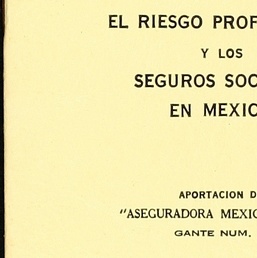 EL RIESGO PROF
Y LOS
SEGUROS SOC
EN MEXIC
APORTACION D
"ASEGURADORA MEXIC
GANTE NUM.